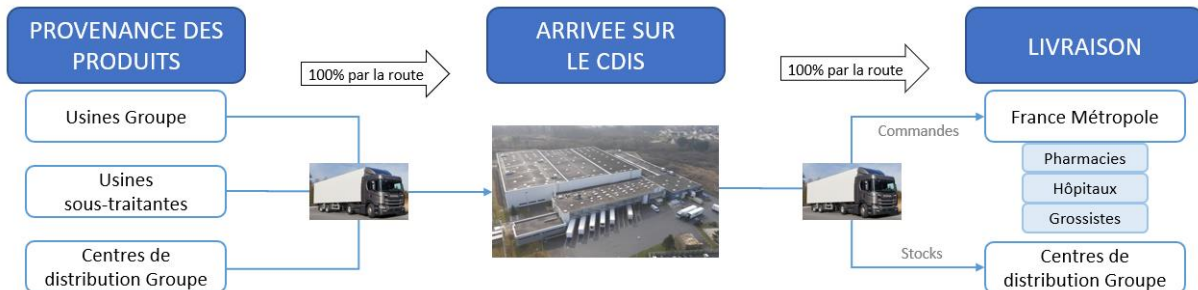 PROVENANCE DES
PRODUITS
100% par la route
ARRIVEE SUR
LE CDIS
100% par la route
LIVRAISON
Usines Groupe
Usines
sous-traitantes
Centres de
distribution Groupe
Commandes
France Métropole
Pharmacies
Hôpitaux
Grossistes
Stocks
Centres de
distribution Groupe